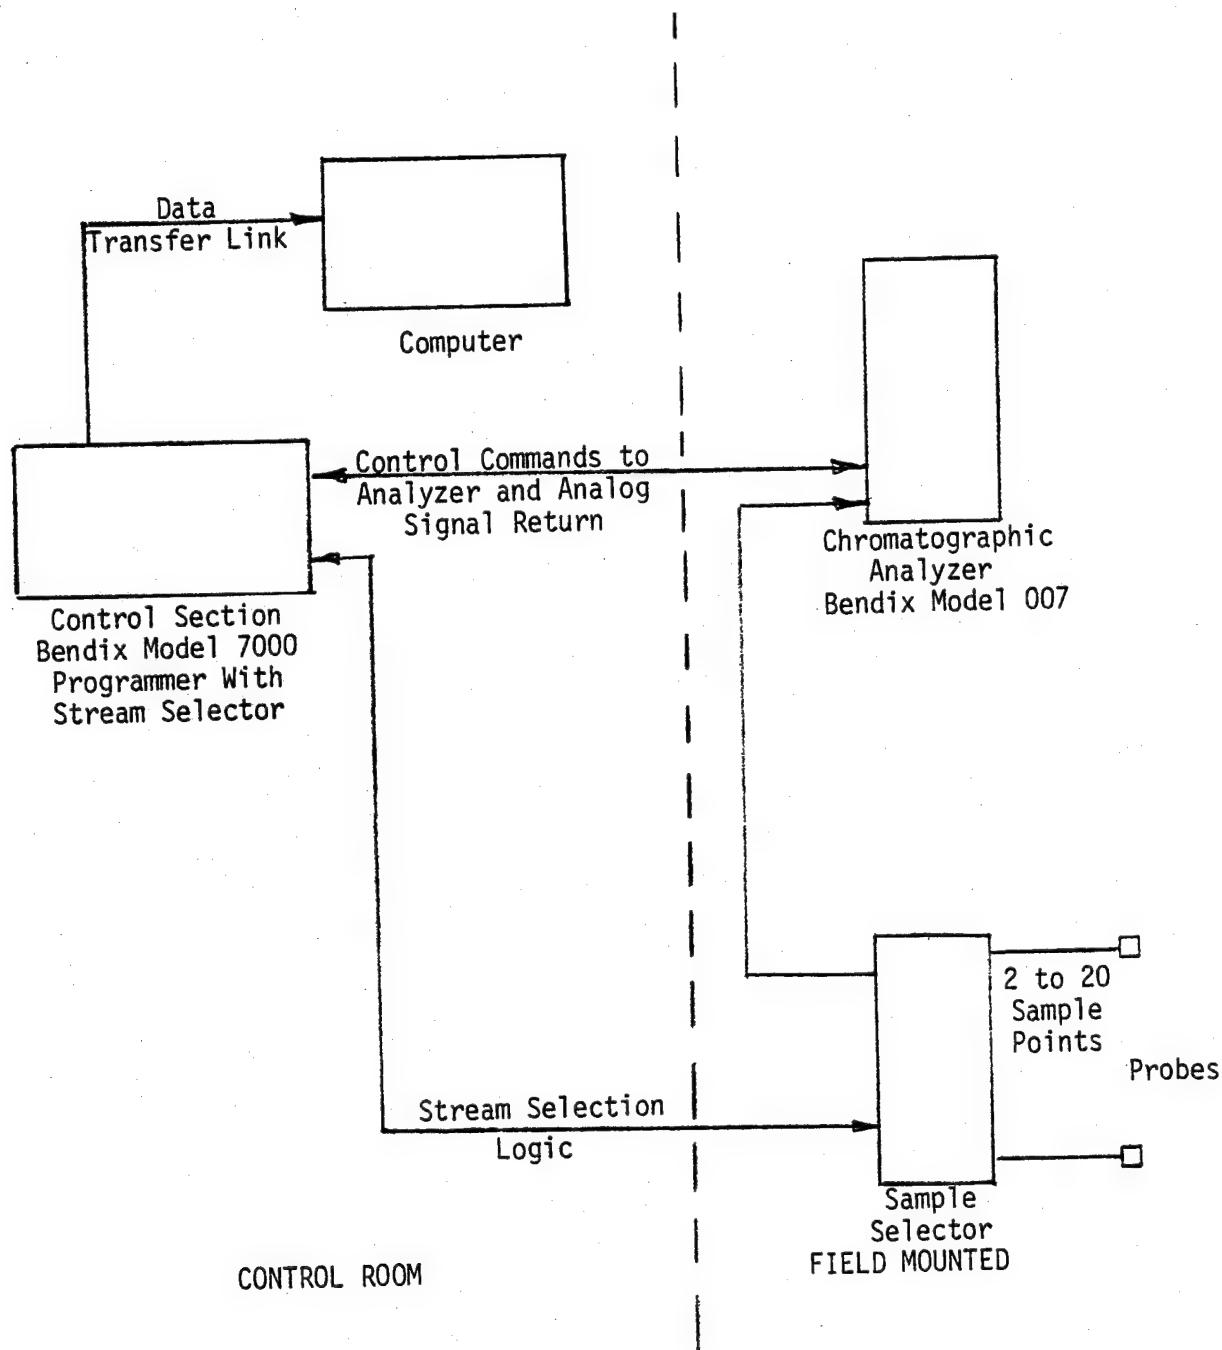 Data
Transfer Link
Computer
Control Commands to
Analyzer and Analog
Signal Return
Chromatographic
Analyzer
Bendix Model 007
Control Section
Bendix Model 7000
Programmer With
Stream Selector
2 to 20
Sample
Points
Probes
Stream Selection
Logic
Sample
Selector
FIELD MOUNTED
CONTROL ROOM